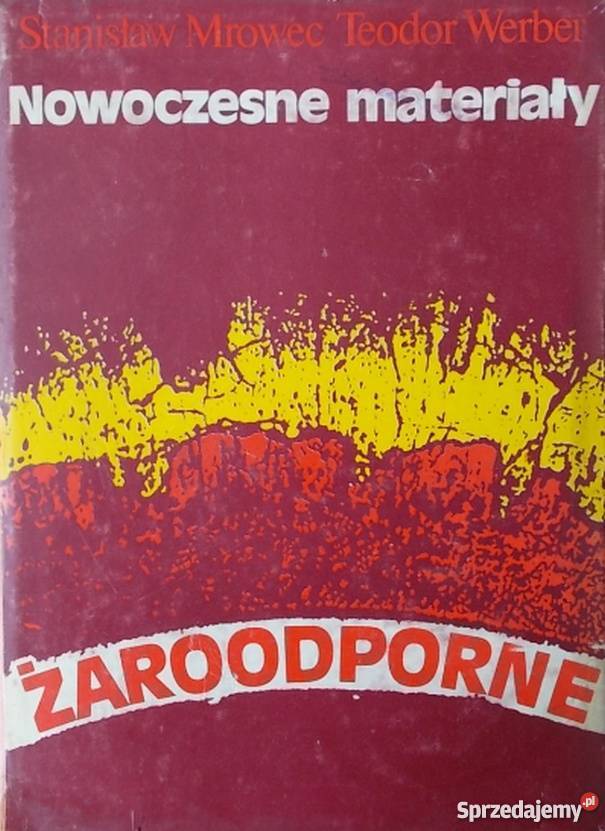 Stanisław Mrowec Teodor Werber
Nowoczesne materiały
ŻAROODPORNE
Sprzedajemy.pl